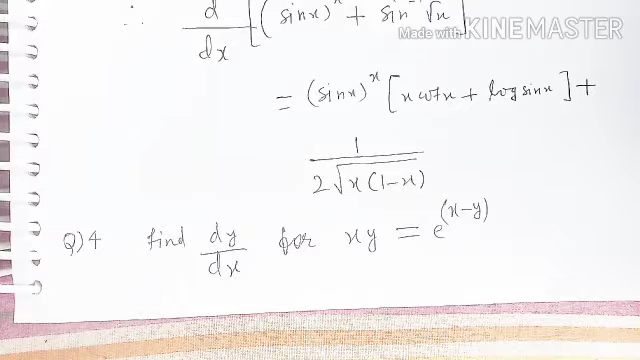 ∴ d/dx [(sinx)^x + sin^-1 √x]
Made with KINEMASTER
= (sinx)^x [x cotx + log sinx] +
1 / 2√x(1-x)
Q)4 find dy/dx for xy = e^(x-y)